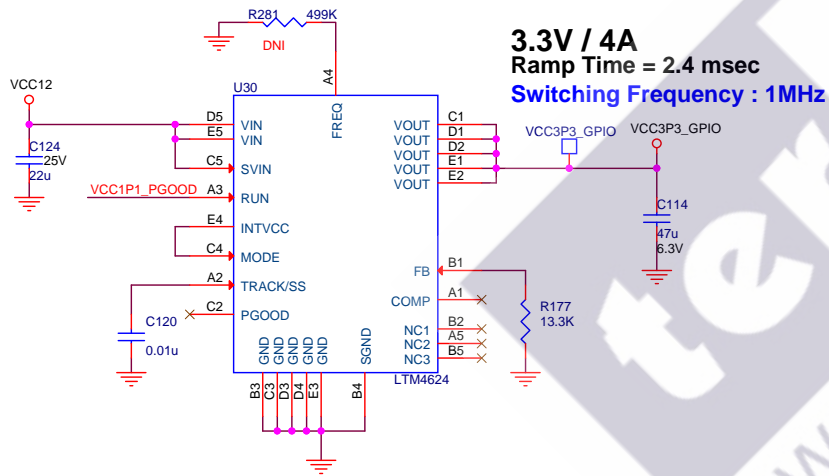 R281 499K
DNI
3.3V / 4A
Ramp Time = 2.4 msec
Switching Frequency : 1MHz
VCC12
U30
A4
FREQ
C124
25V
22u
D5 VIN
E5 VIN
C5 SVIN
VCC1P1_PGOOD A3 RUN
E4 INTVCC
C4 MODE
A2 TRACK/SS
C2 PGOOD
C120
0.01u
VOUT C1
VOUT D1
VOUT D2
VOUT E1
VOUT E2
VCC3P3_GPIO
VCC3P3_GPIO
C114
47u
6.3V
FB B1
COMP A1
NC1 B2
NC2 A5
NC3 B5
R177
13.3K
GND GND GND GND GND SGND
B3 C3 D3 D4 E3 B4
LTM4624
ter
w